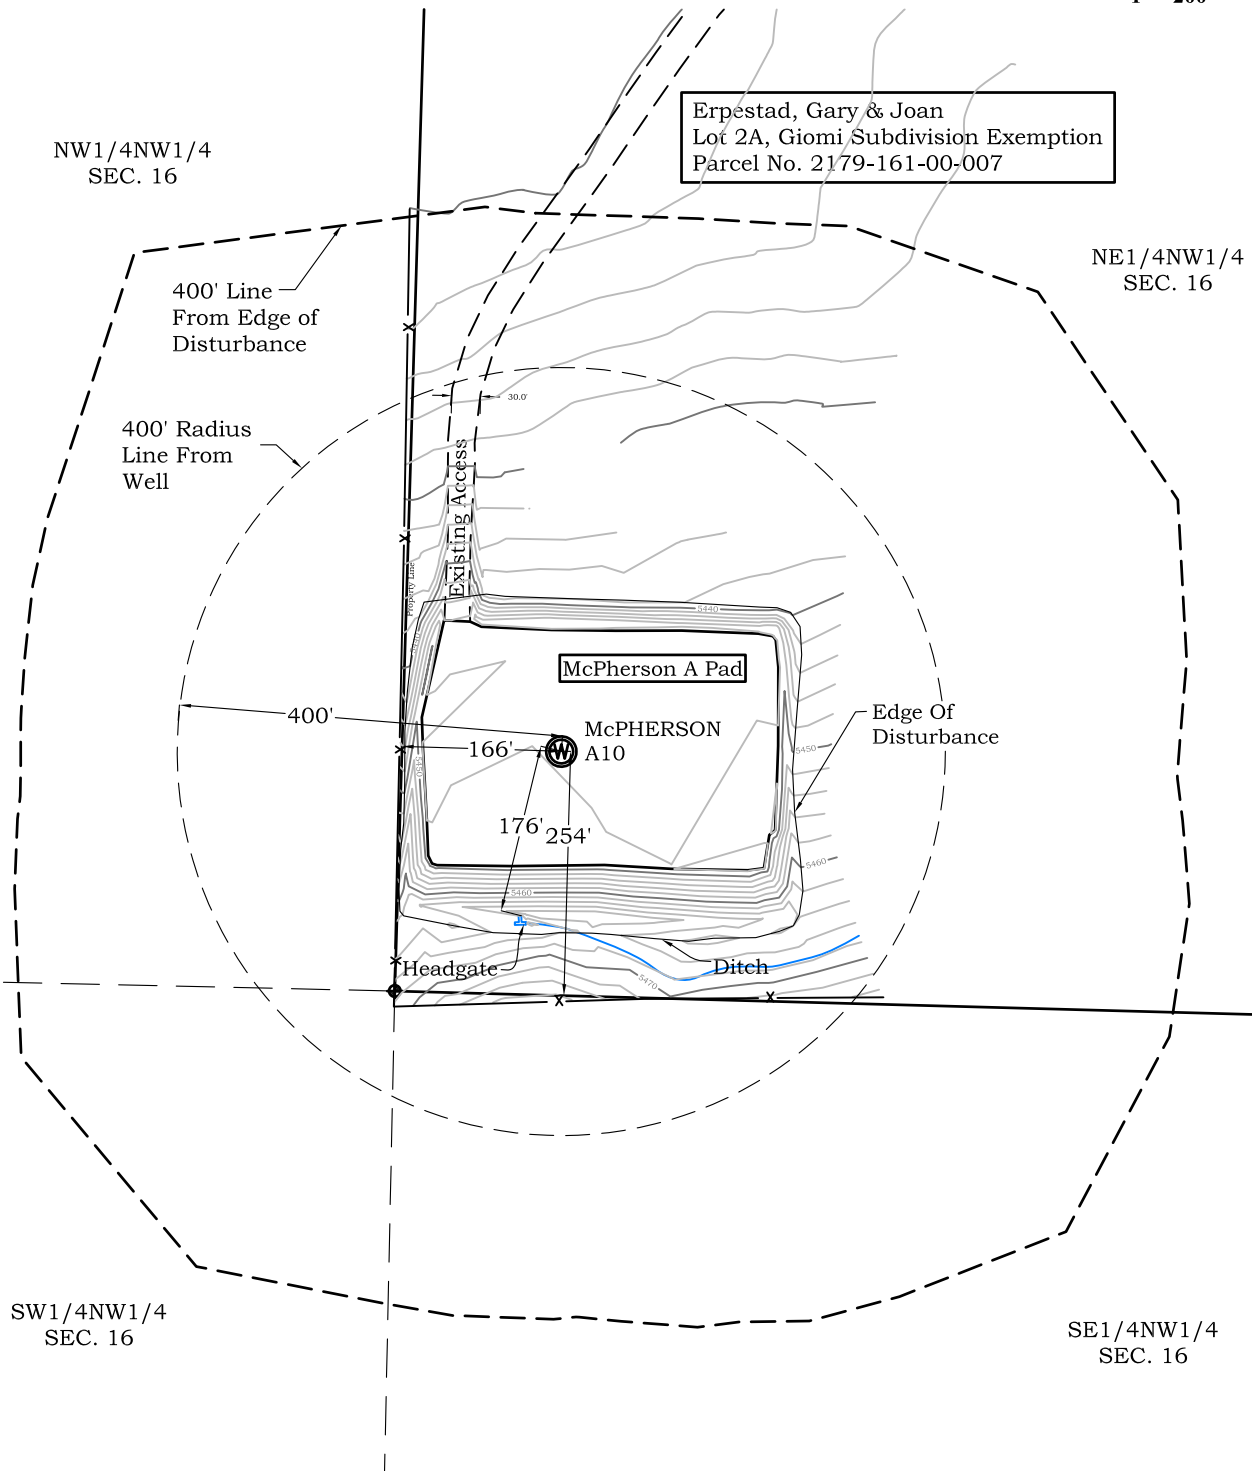 Erpestad, Gary & Joan
Lot 2A, Giomi Subdivision Exemption
Parcel No. 2179-161-00-007
NW1/4NW1/4
SEC. 16
NE1/4NW1/4
SEC. 16
400' Line
From Edge of
Disturbance
30.0'
400' Radius
Line From
Well
Existing Access
Property Line
5440
McPherson A Pad
400'
McPHERSON
A10
W
166'
Edge Of
Disturbance
5450
5450
176'
254'
5460
5460
Headgate
Ditch
5470
X
X
X
X
X
X
SW1/4NW1/4
SEC. 16
SE1/4NW1/4
SEC. 16